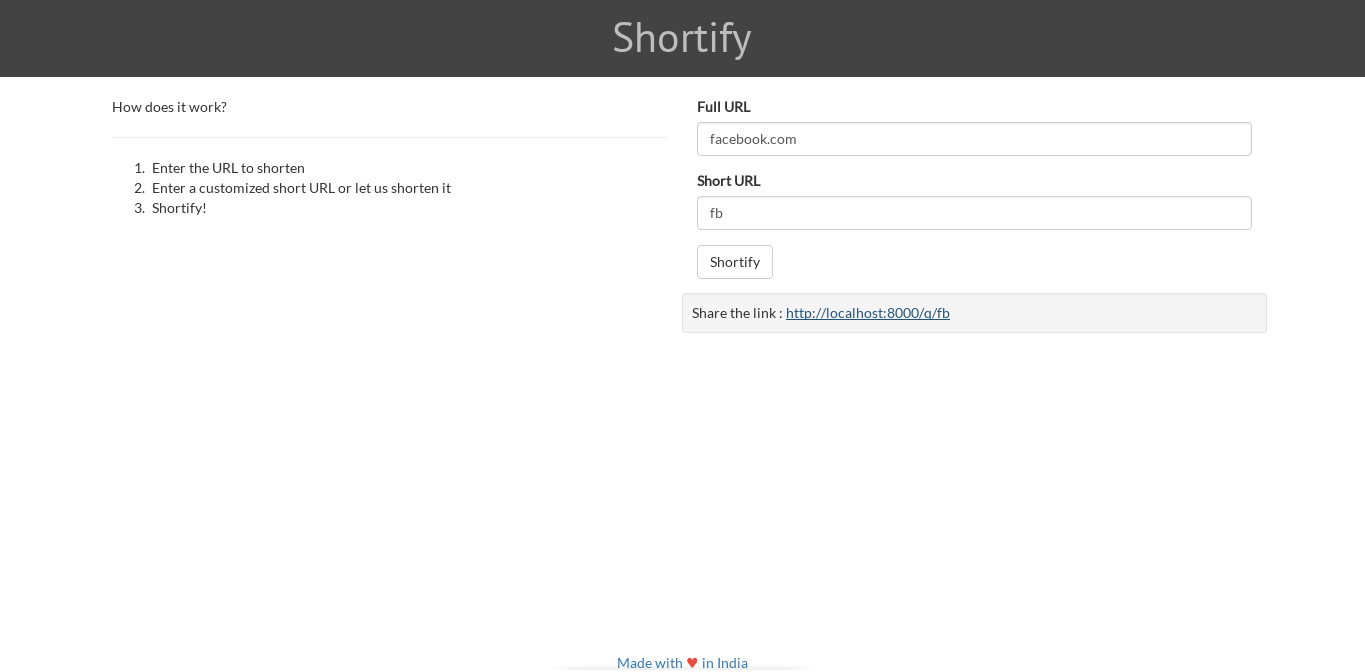 Shortify
How does it work?
1. Enter the URL to shorten
2. Enter a customized short URL or let us shorten it
3. Shortify!
Full URL
facebook.com
Short URL
fb
Shortify
Share the link : http://localhost:8000/q/fb
Made with ♥ in India